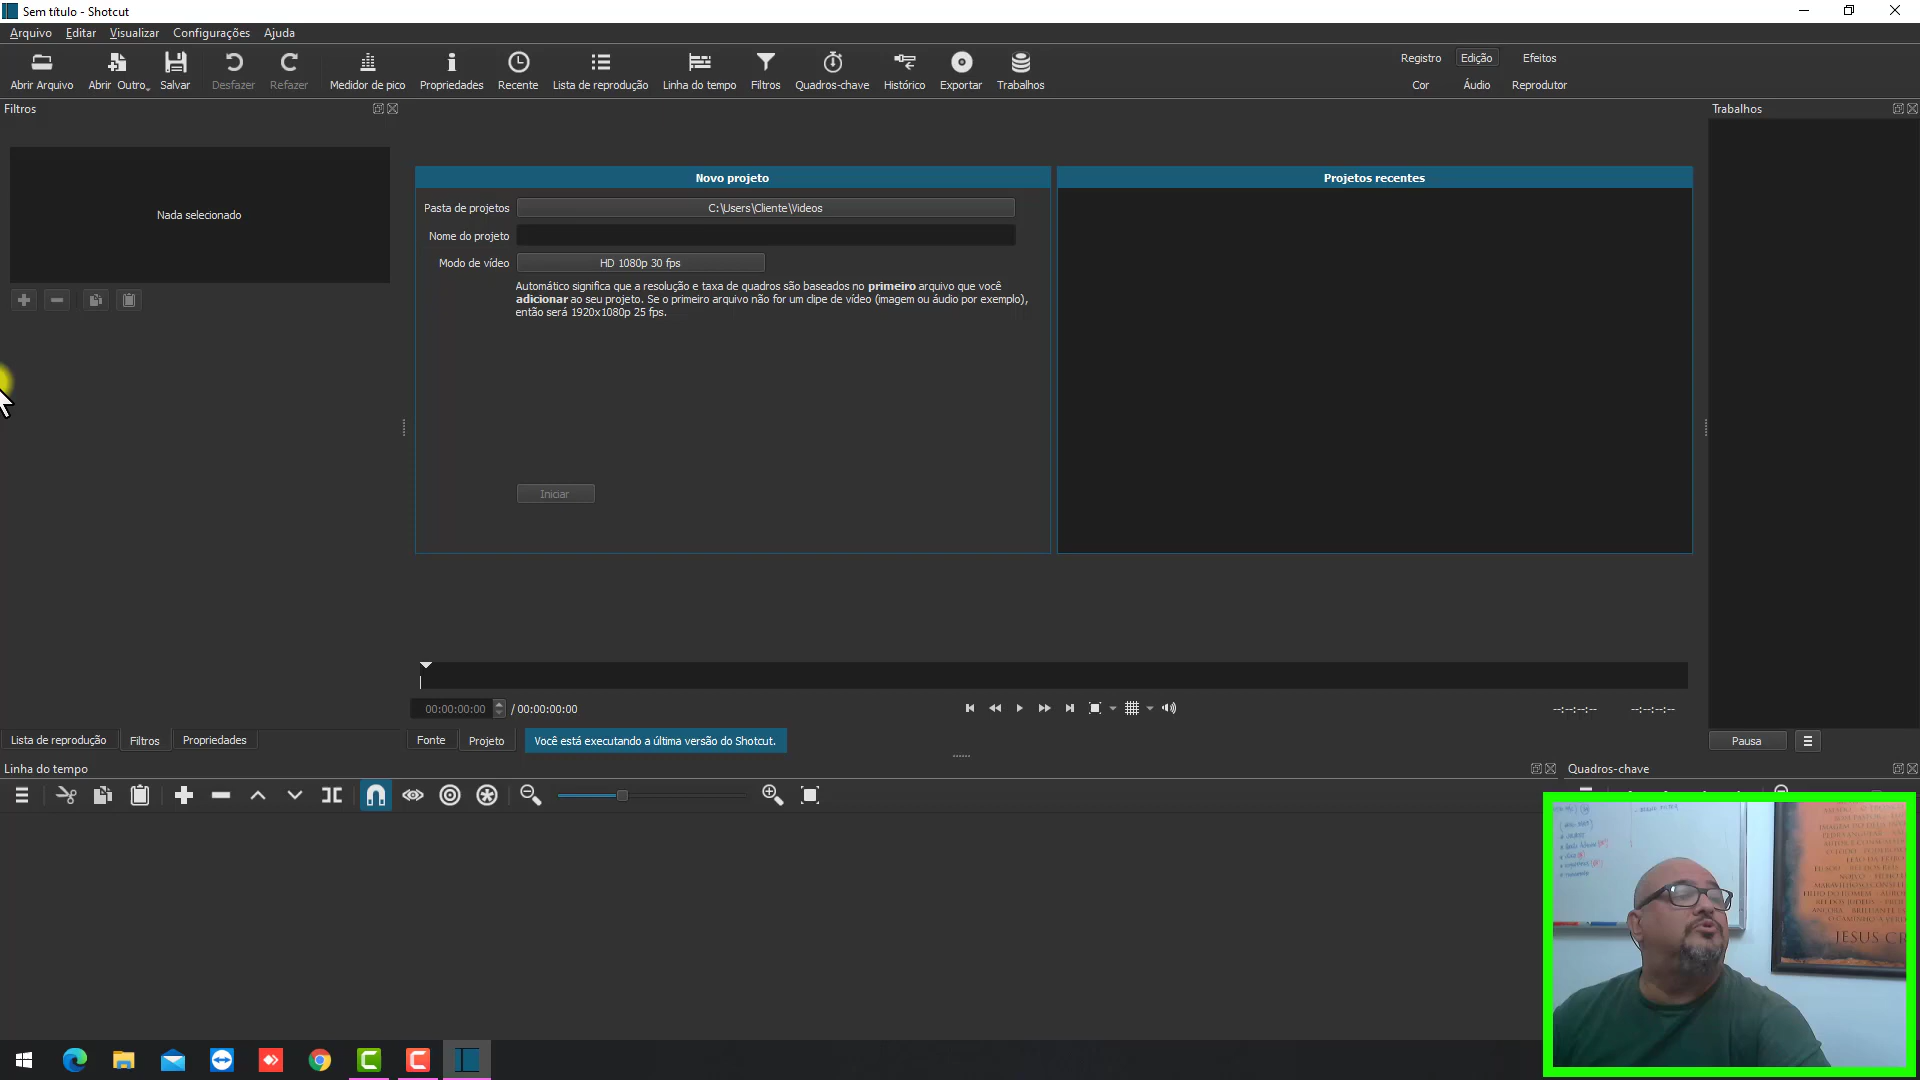 Sem título - Shotcut
Arquivo Editar Visualizar Configurações Ajuda
Abrir Arquivo Abrir Outro Salvar Desfazer Refazer Medidor de pico Propriedades Recente Lista de reprodução Linha do tempo Filtros Quadros-chave Histórico Exportar Trabalhos
Registro Edição Efeitos
Cor Áudio Reprodutor
Filtros
Trabalhos
Nada selecionado
Novo projeto
Projetos recentes
Pasta de projetos C:\Users\Cliente\Videos
Nome do projeto
Modo de vídeo HD 1080p 30 fps
Automático significa que a resolução e taxa de quadros são baseados no primeiro arquivo que você
adicionar ao seu projeto. Se o primeiro arquivo não for um clipe de vídeo (imagem ou áudio por exemplo),
então será 1920x1080p 25 fps.
Iniciar
00:00:00:00 / 00:00:00:00
--:--:--:-- --:--:--:--
Lista de reprodução Filtros Propriedades
Fonte Projeto Você está executando a última versão do Shotcut.
Pausa
Linha do tempo
Quadros-chave
LEÃO DA TRIBO
JESUS CR